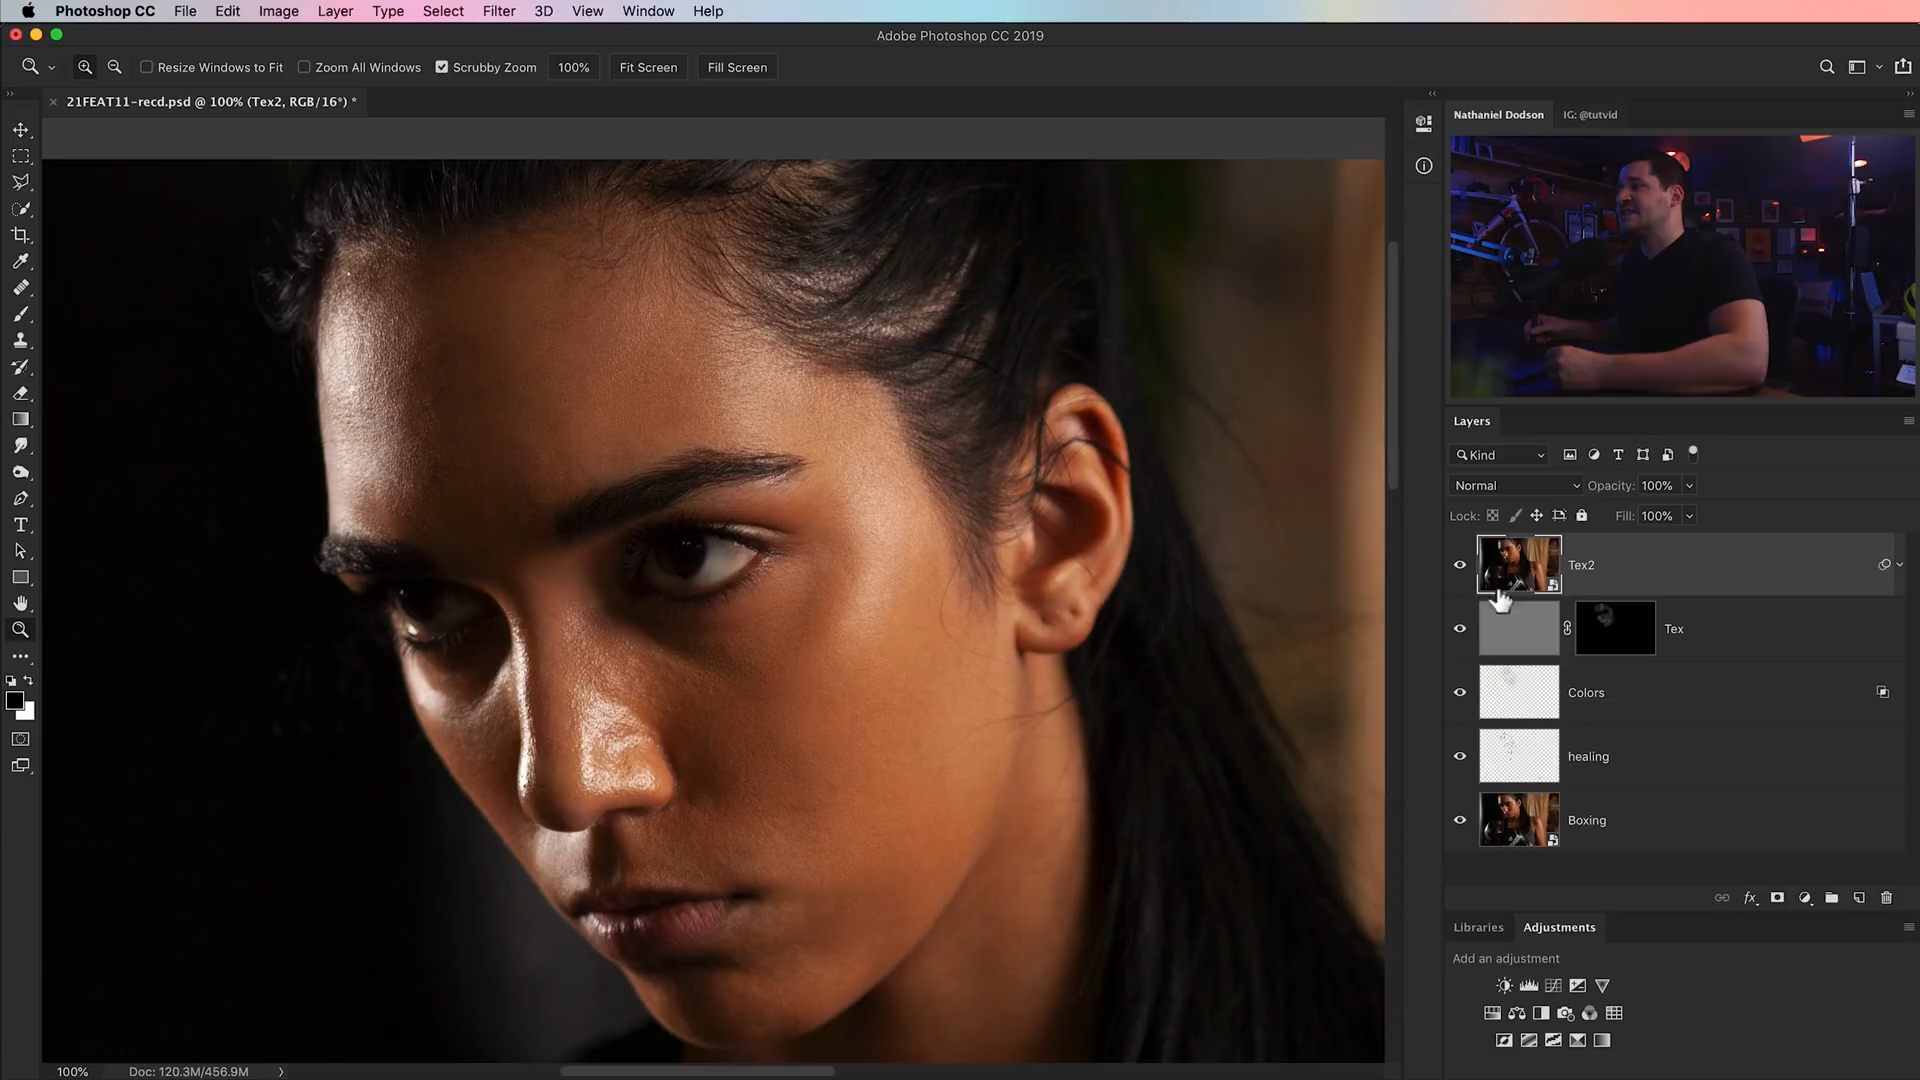 Photoshop CC File Edit Image Layer Type Select Filter 3D View Window Help
Adobe Photoshop CC 2019
Resize Windows to Fit Zoom All Windows Scrubby Zoom 100% Fit Screen Fill Screen
21FEAT11-recd.psd @ 100% (Tex2, RGB/16*) *
Nathaniel Dodson IG: @tutvid
Layers
Kind
Normal Opacity: 100%
Lock: Fill: 100%
Tex2
Tex
Colors
healing
Boxing
fx
Libraries Adjustments
Add an adjustment
100% Doc: 120.3M/456.9M